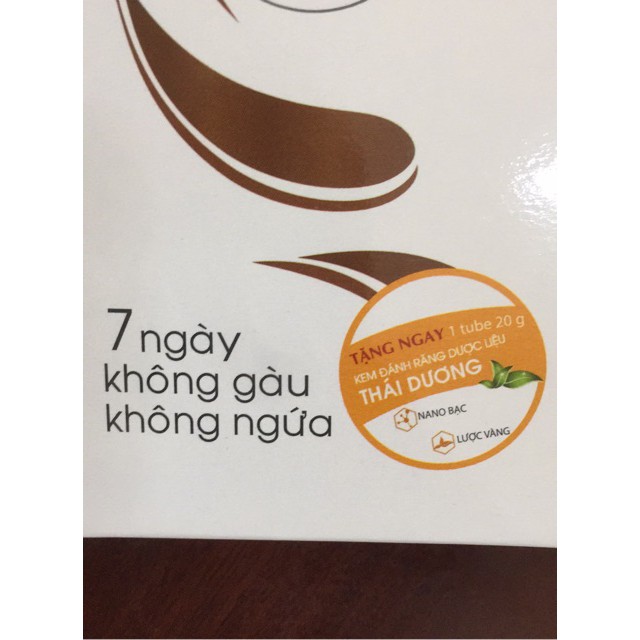 7 ngày
không gàu
không ngứa
TẶNG NGAY 1 tube 20 g
KEM ĐÁNH RĂNG DƯỢC LIỆU
THÁI DƯƠNG
NANO BẠC
LƯỢC VÀNG